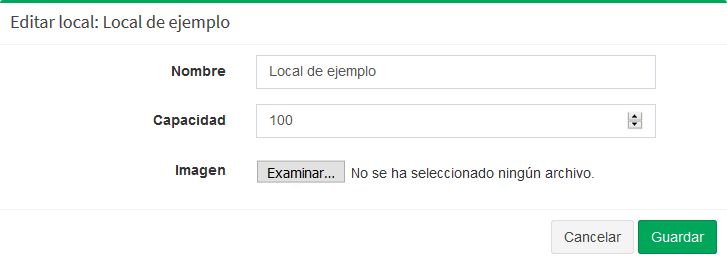 Editar local: Local de ejemplo
Nombre
Local de ejemplo
Capacidad
100
Imagen
Examinar... No se ha seleccionado ningún archivo.
Cancelar Guardar